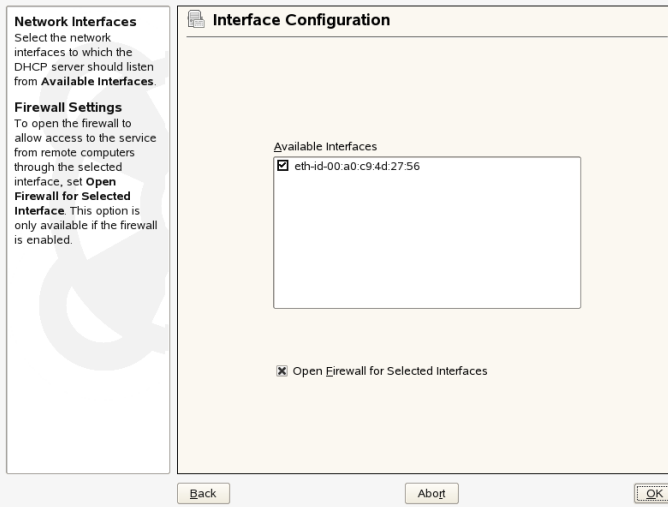 Network Interfaces
Select the network
interfaces to which the
DHCP server should listen
from Available Interfaces.
Firewall Settings
To open the firewall to
allow access to the service
from remote computers
through the selected
interface, set Open
Firewall for Selected
Interface. This option is
only available if the firewall
is enabled.
Interface Configuration
Available Interfaces
eth-id-00:a0:c9:4d:27:56
Open Firewall for Selected Interfaces
Back
Abort
OK